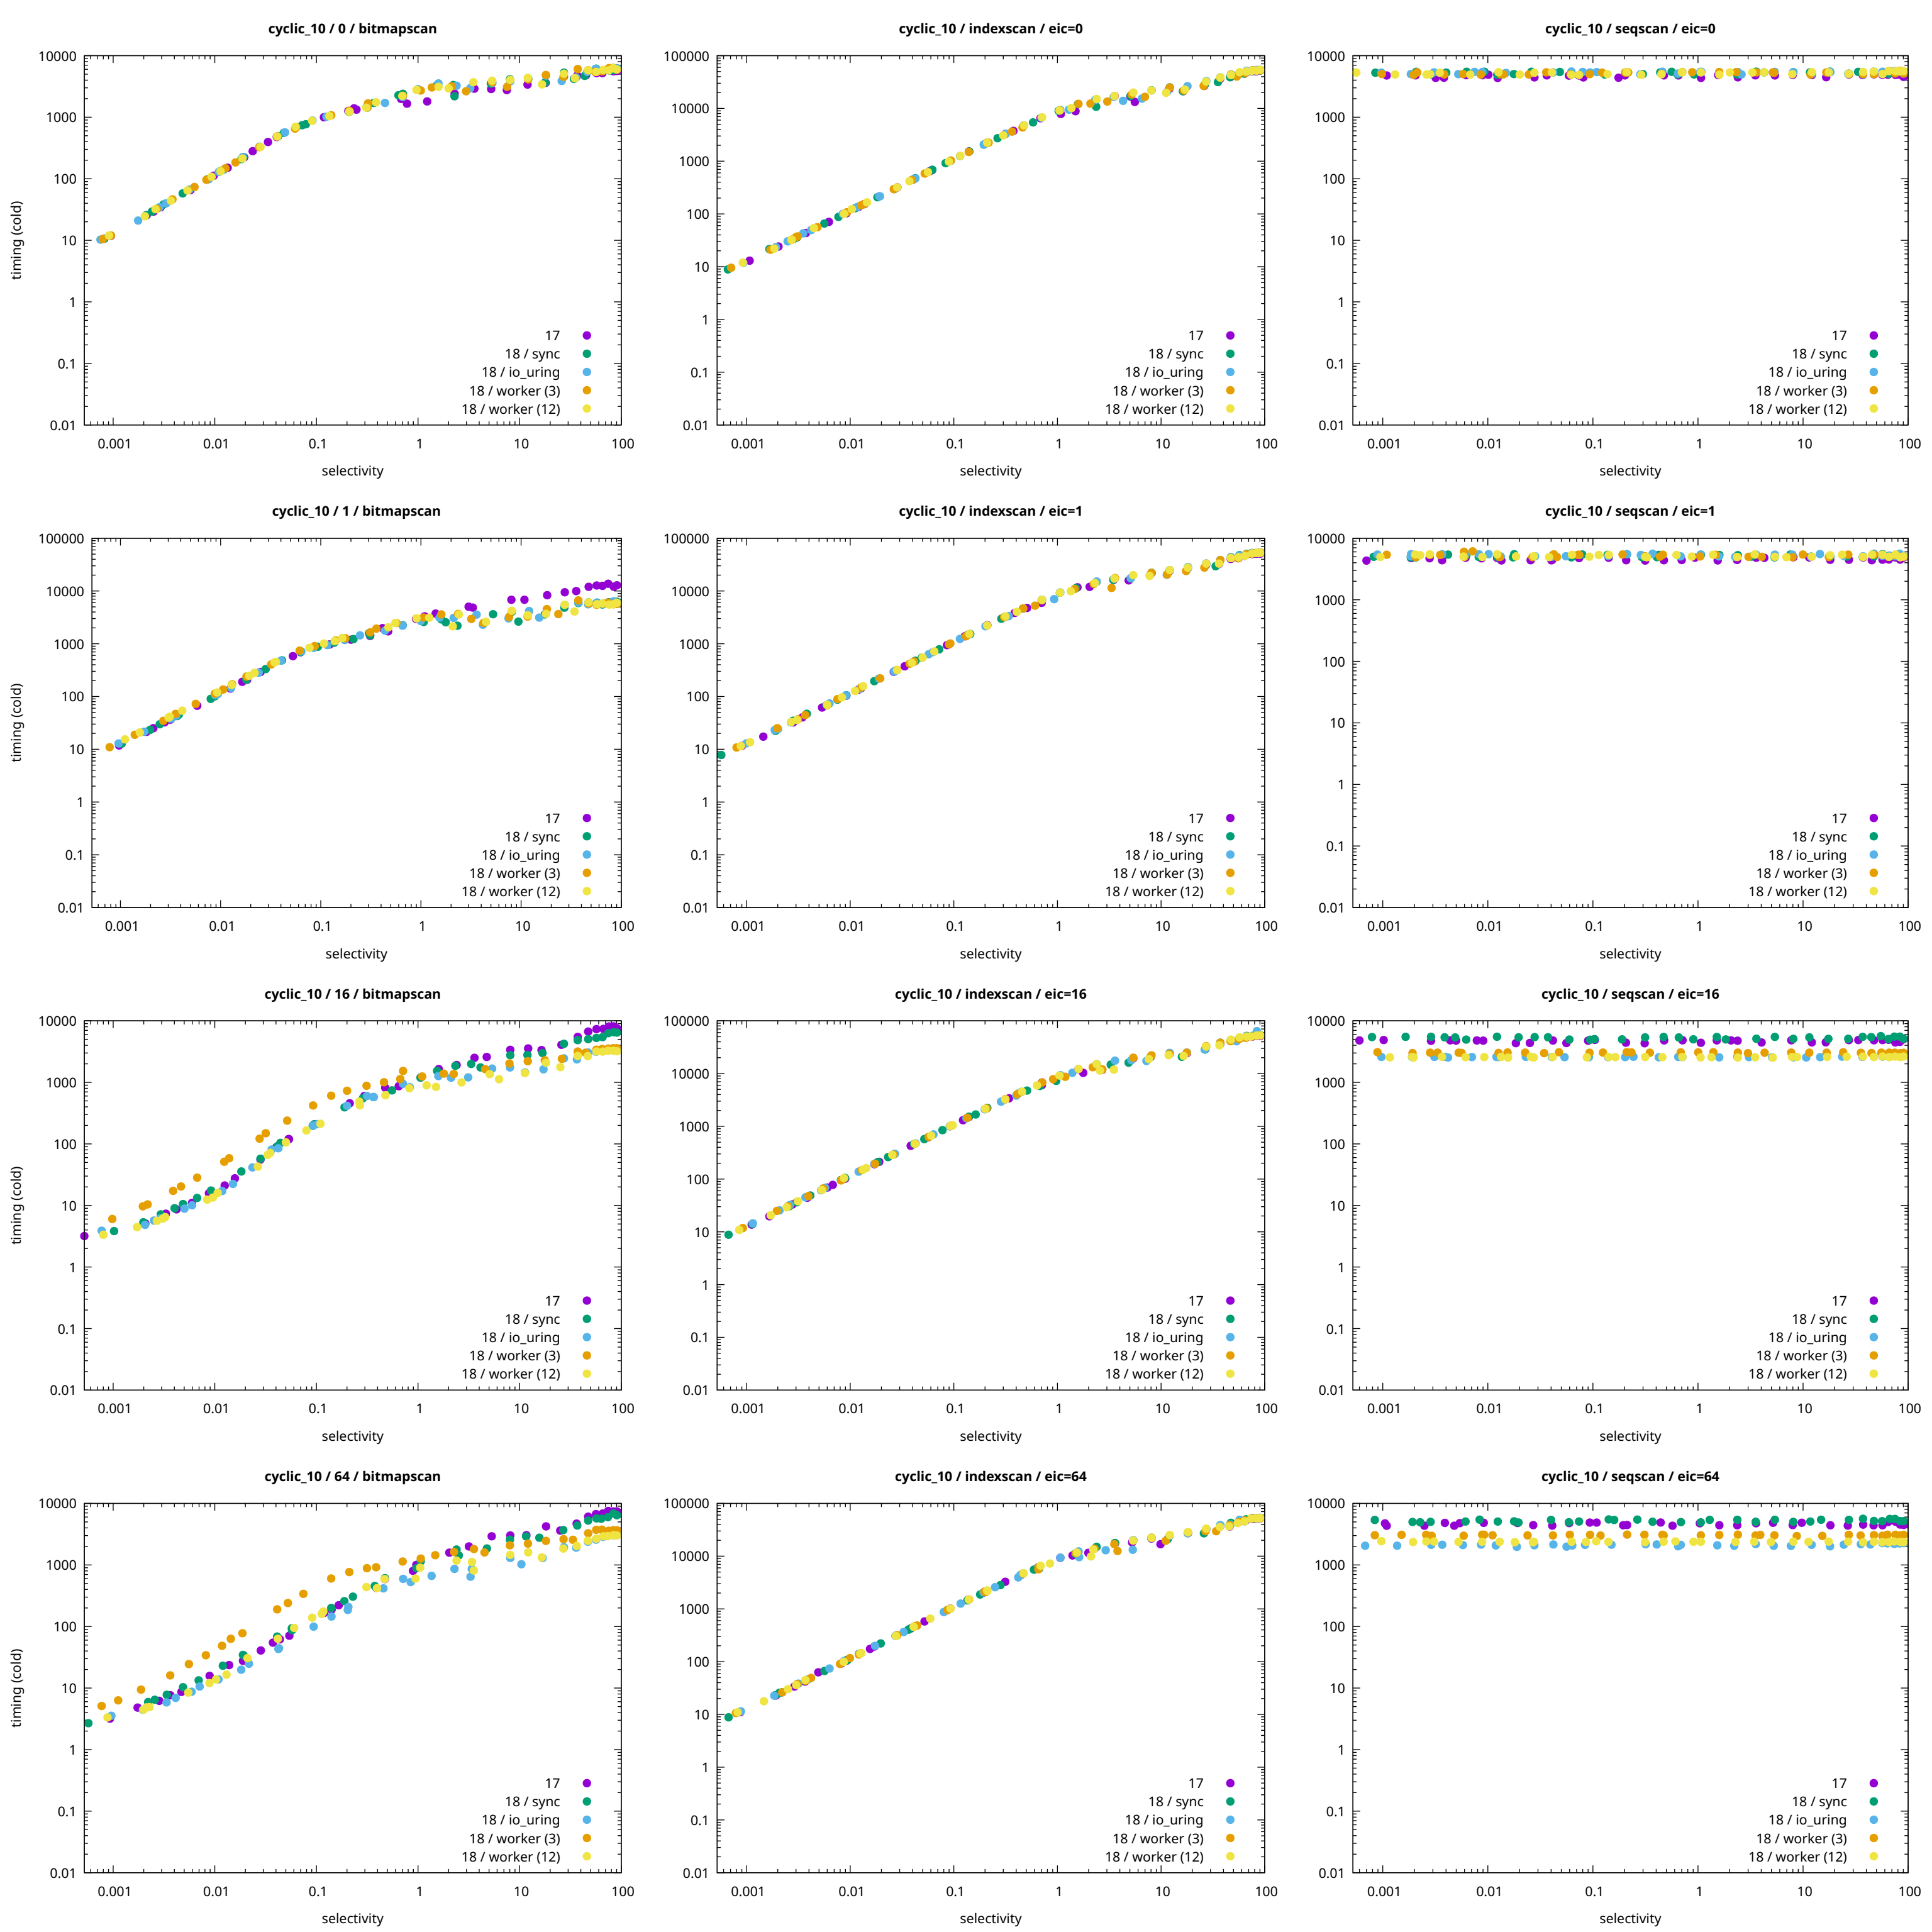 cyclic_10 / 0 / bitmapscan
10000
1000
100
10
1
0.1
0.01
timing (cold)
0.001
0.01
0.1
1
10
100
selectivity
17
18 / sync
18 / io_uring
18 / worker (3)
18 / worker (12)
cyclic_10 / indexscan / eic=0
100000
10000
1000
100
10
1
0.1
0.01
0.001
0.01
0.1
1
10
100
selectivity
17
18 / sync
18 / io_uring
18 / worker (3)
18 / worker (12)
cyclic_10 / seqscan / eic=0
10000
1000
100
10
1
0.1
0.01
0.001
0.01
0.1
1
10
100
selectivity
17
18 / sync
18 / io_uring
18 / worker (3)
18 / worker (12)
cyclic_10 / 1 / bitmapscan
100000
10000
1000
100
10
1
0.1
0.01
timing (cold)
0.001
0.01
0.1
1
10
100
selectivity
17
18 / sync
18 / io_uring
18 / worker (3)
18 / worker (12)
cyclic_10 / indexscan / eic=1
100000
10000
1000
100
10
1
0.1
0.01
0.001
0.01
0.1
1
10
100
selectivity
17
18 / sync
18 / io_uring
18 / worker (3)
18 / worker (12)
cyclic_10 / seqscan / eic=1
10000
1000
100
10
1
0.1
0.01
0.001
0.01
0.1
1
10
100
selectivity
17
18 / sync
18 / io_uring
18 / worker (3)
18 / worker (12)
cyclic_10 / 16 / bitmapscan
10000
1000
100
10
1
0.1
0.01
timing (cold)
0.001
0.01
0.1
1
10
100
selectivity
17
18 / sync
18 / io_uring
18 / worker (3)
18 / worker (12)
cyclic_10 / indexscan / eic=16
100000
10000
1000
100
10
1
0.1
0.01
0.001
0.01
0.1
1
10
100
selectivity
17
18 / sync
18 / io_uring
18 / worker (3)
18 / worker (12)
cyclic_10 / seqscan / eic=16
10000
1000
100
10
1
0.1
0.01
0.001
0.01
0.1
1
10
100
selectivity
17
18 / sync
18 / io_uring
18 / worker (3)
18 / worker (12)
cyclic_10 / 64 / bitmapscan
10000
1000
100
10
1
0.1
0.01
timing (cold)
0.001
0.01
0.1
1
10
100
selectivity
17
18 / sync
18 / io_uring
18 / worker (3)
18 / worker (12)
cyclic_10 / indexscan / eic=64
100000
10000
1000
100
10
1
0.1
0.01
0.001
0.01
0.1
1
10
100
selectivity
17
18 / sync
18 / io_uring
18 / worker (3)
18 / worker (12)
cyclic_10 / seqscan / eic=64
10000
1000
100
10
1
0.1
0.01
0.001
0.01
0.1
1
10
100
selectivity
17
18 / sync
18 / io_uring
18 / worker (3)
18 / worker (12)